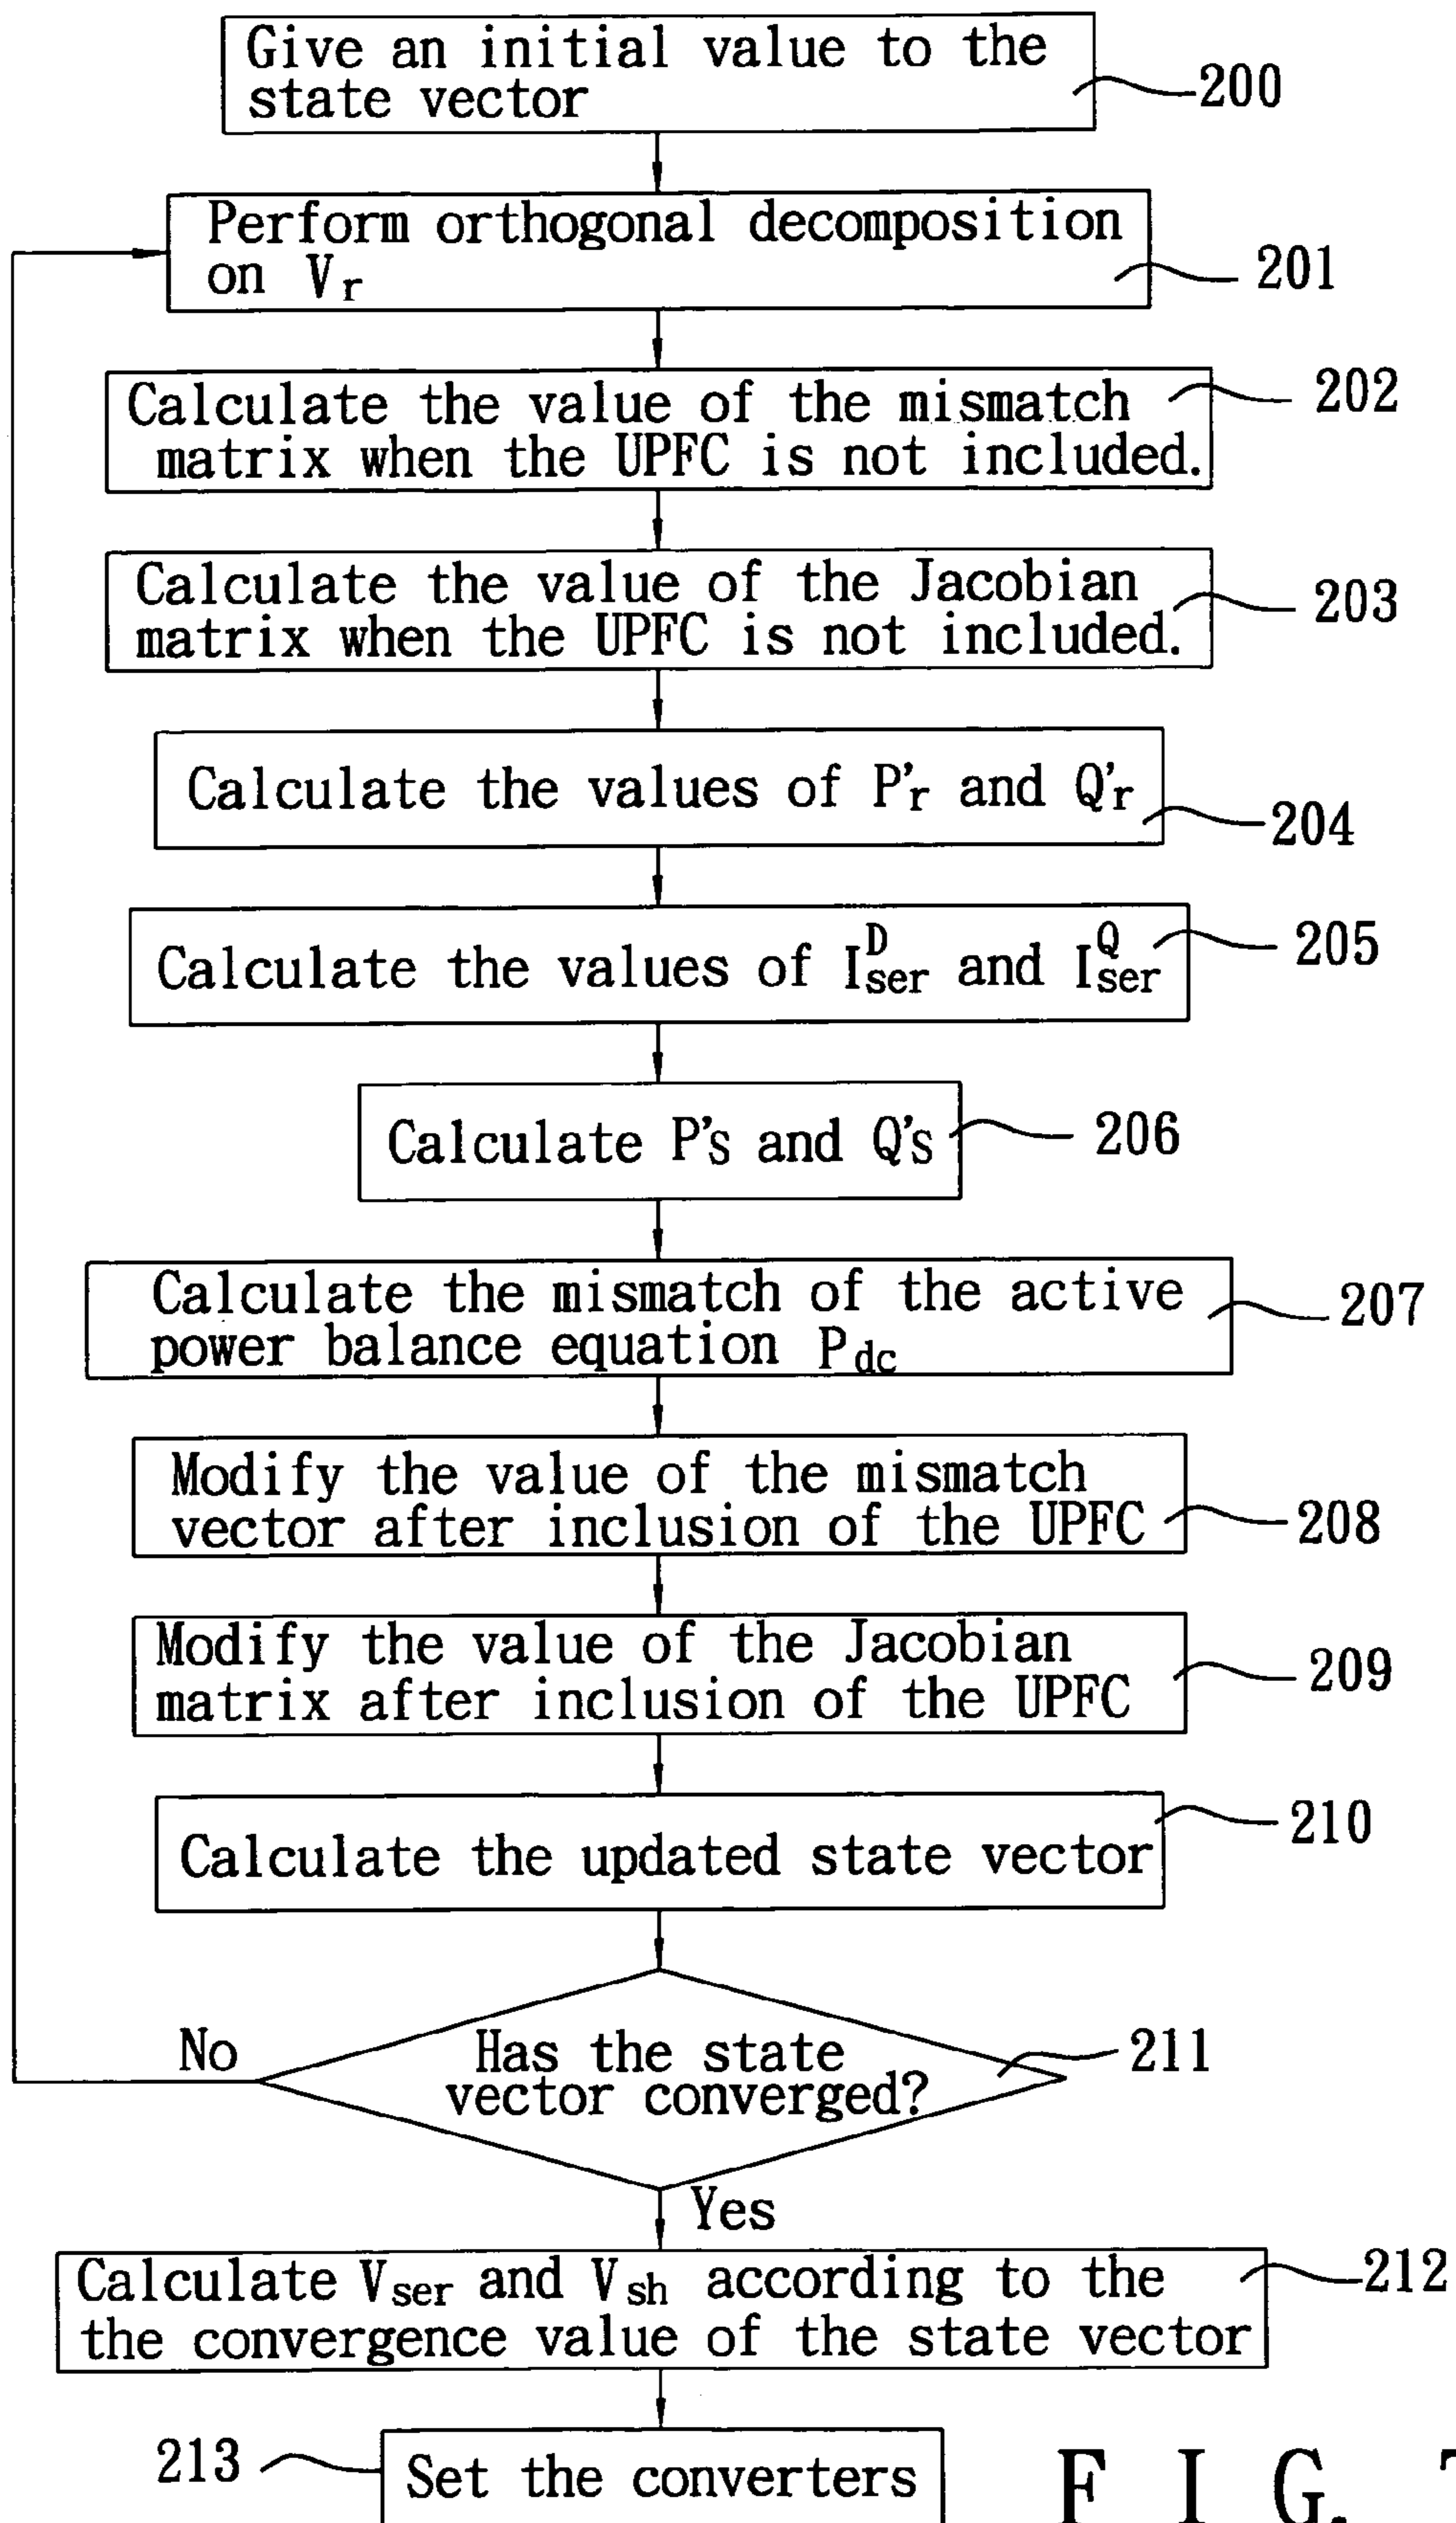 Give an initial value to the
state vector
200
Perform orthogonal decomposition
on Vr
201
Calculate the value of the mismatch
matrix when the UPFC is not included.
202
Calculate the value of the Jacobian
matrix when the UPFC is not included.
203
Calculate the values of P'r and Q'r
204
Calculate the values of I^D_ser and I^Q_ser
205
Calculate P's and Q's
206
Calculate the mismatch of the active
power balance equation Pdc
207
Modify the value of the mismatch
vector after inclusion of the UPFC
208
Modify the value of the Jacobian
matrix after inclusion of the UPFC
209
Calculate the updated state vector
210
No
Has the state
vector converged?
211
Yes
Calculate Vser and Vsh according to the
the convergence value of the state vector
212
213
Set the converters
FIG.